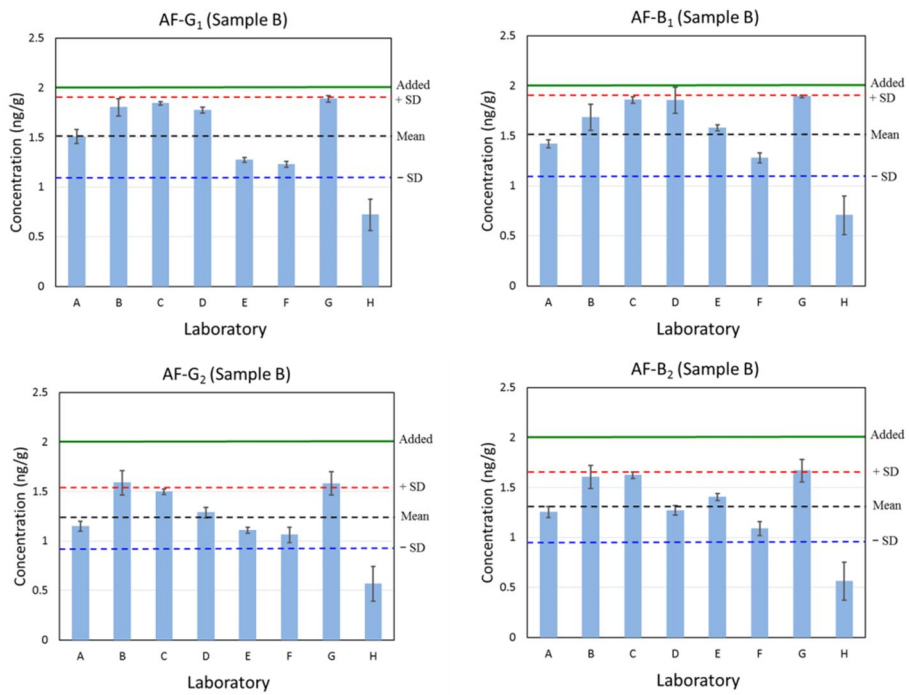 AF-G₁ (Sample B)
Concentration (ng/g)
2.5
2
1.5
1
0.5
0
Added
+ SD
Mean
− SD
A B C D E F G H
Laboratory
AF-B₁ (Sample B)
Concentration (ng/g)
2.5
2
1.5
1
0.5
0
Added
+ SD
Mean
− SD
A B C D E F G H
Laboratory
AF-G₂ (Sample B)
Concentration (ng/g)
2.5
2
1.5
1
0.5
0
Added
+ SD
Mean
− SD
A B C D E F G H
Laboratory
AF-B₂ (Sample B)
Concentration (ng/g)
2.5
2
1.5
1
0.5
0
Added
+ SD
Mean
− SD
A B C D E F G H
Laboratory